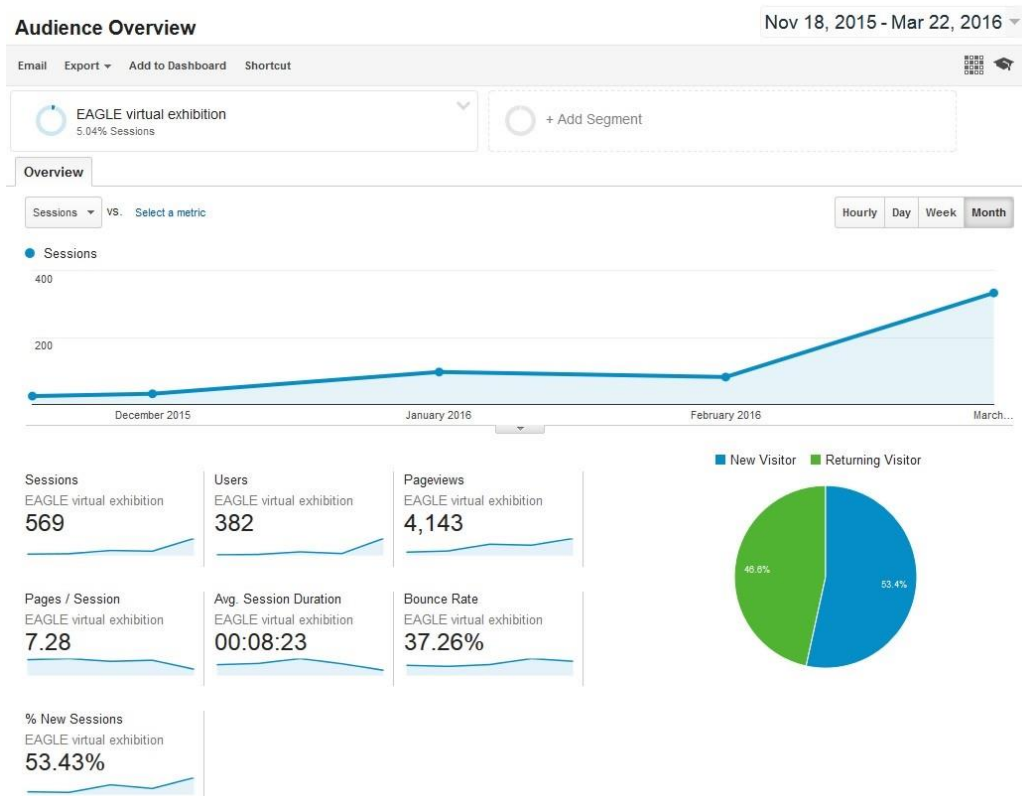 Audience Overview
Nov 18, 2015 - Mar 22, 2016
Email Export Add to Dashboard Shortcut
EAGLE virtual exhibition
5.04% Sessions
+ Add Segment
Overview
Sessions VS. Select a metric
Hourly Day Week Month
Sessions
400
200
December 2015 January 2016 February 2016 March...
New Visitor Returning Visitor
Sessions
EAGLE virtual exhibition
569
Users
EAGLE virtual exhibition
382
Pageviews
EAGLE virtual exhibition
4,143
46.6%
53.4%
Pages / Session
EAGLE virtual exhibition
7.28
Avg. Session Duration
EAGLE virtual exhibition
00:08:23
Bounce Rate
EAGLE virtual exhibition
37.26%
% New Sessions
EAGLE virtual exhibition
53.43%